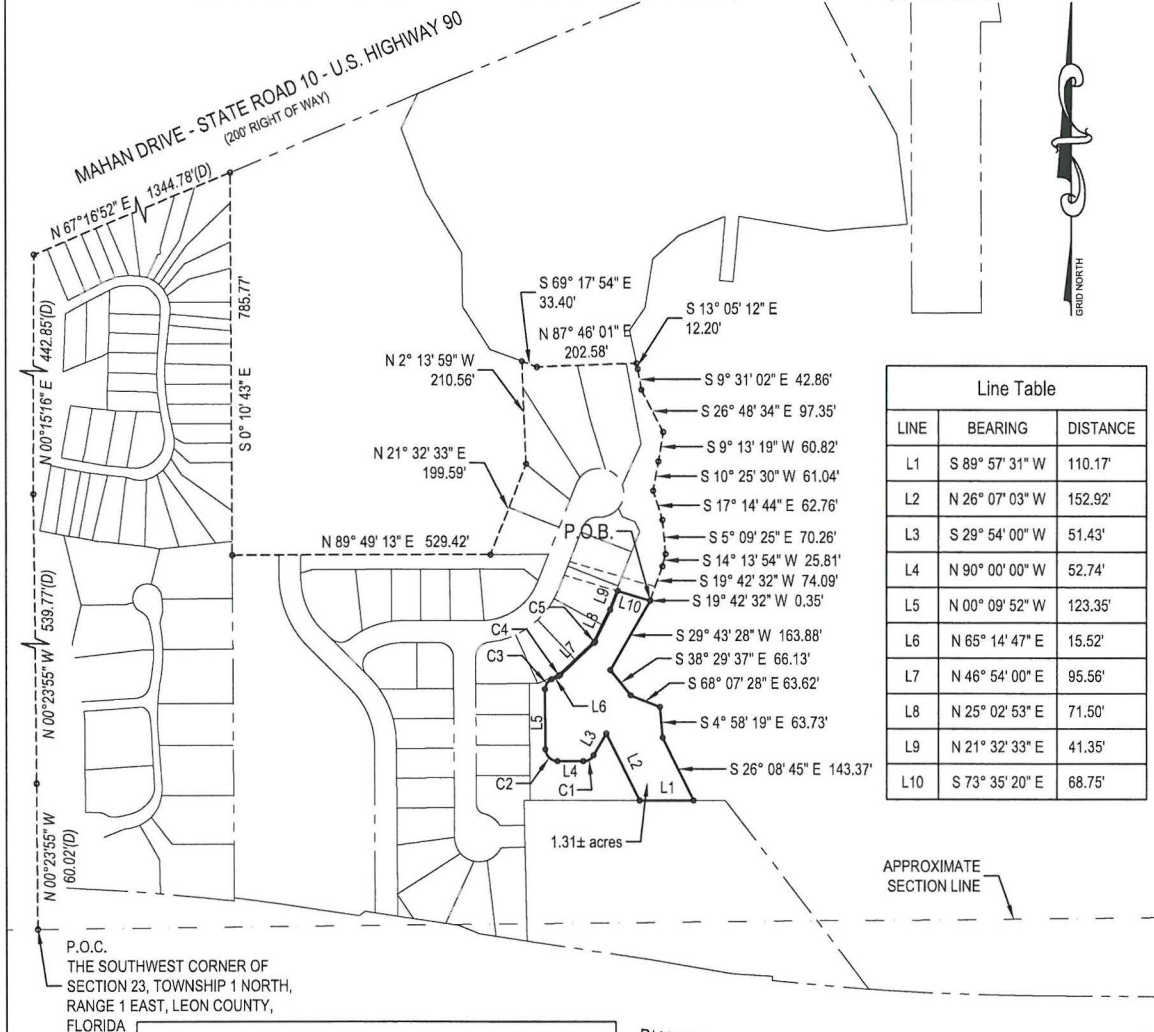 MAHAN DRIVE - STATE ROAD 10 - U.S. HIGHWAY 90
(200' RIGHT OF WAY)
N 67°16'52" E 1344.78'(D)
GRID NORTH
N 00°15'16" E 442.85'(D)
S 0° 10' 43" E 785.77'
S 69° 17' 54" E
33.40'
N 87° 46' 01" E
202.58'
S 13° 05' 12" E
12.20'
N 2° 13' 59" W
210.56'
S 9° 31' 02" E 42.86'
S 26° 48' 34" E 97.35'
S 9° 13' 19" W 60.82'
S 10° 25' 30" W 61.04'
S 17° 14' 44" E 62.76'
S 5° 09' 25" E 70.26'
S 14° 13' 54" W 25.81'
S 19° 42' 32" W 74.09'
S 19° 42' 32" W 0.35'
N 21° 32' 33" E
199.59'
P.O.B.
N 89° 49' 13" E 529.42'
S 29° 43' 28" W 163.88'
S 38° 29' 37" E 66.13'
S 68° 07' 28" E 63.62'
S 4° 58' 19" E 63.73'
S 26° 08' 45" E 143.37'
C5
C4
C3
L9
L10
L8
L7
L6
L5
L3
L4
L2
L1
C2
C1
1.31± acres
N 00°23'55" W 539.77'(D)
N 00°23'55" W
60.02'(D)
Line Table
LINE BEARING DISTANCE
L1 S 89° 57' 31" W 110.17'
L2 N 26° 07' 03" W 152.92'
L3 S 29° 54' 00" W 51.43'
L4 N 90° 00' 00" W 52.74'
L5 N 00° 09' 52" W 123.35'
L6 N 65° 14' 47" E 15.52'
L7 N 46° 54' 00" E 95.56'
L8 N 25° 02' 53" E 71.50'
L9 N 21° 32' 33" E 41.35'
L10 S 73° 35' 20" E 68.75'
APPROXIMATE
SECTION LINE
P.O.C.
THE SOUTHWEST CORNER OF
SECTION 23, TOWNSHIP 1 NORTH,
RANGE 1 EAST, LEON COUNTY,
FLORIDA